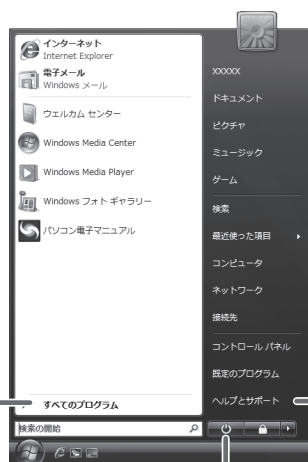 インターネット
Internet Explorer
電子メール
Windows メール
ウェルカム センター
Windows Media Center
Windows Media Player
Windows フォト ギャラリー
パソコン電子マニュアル
すべてのプログラム
検索の開始
XXXXX
ドキュメント
ピクチャ
ミュージック
ゲーム
検索
最近使った項目
コンピュータ
ネットワーク
接続先
コントロール パネル
既定のプログラム
ヘルプとサポート